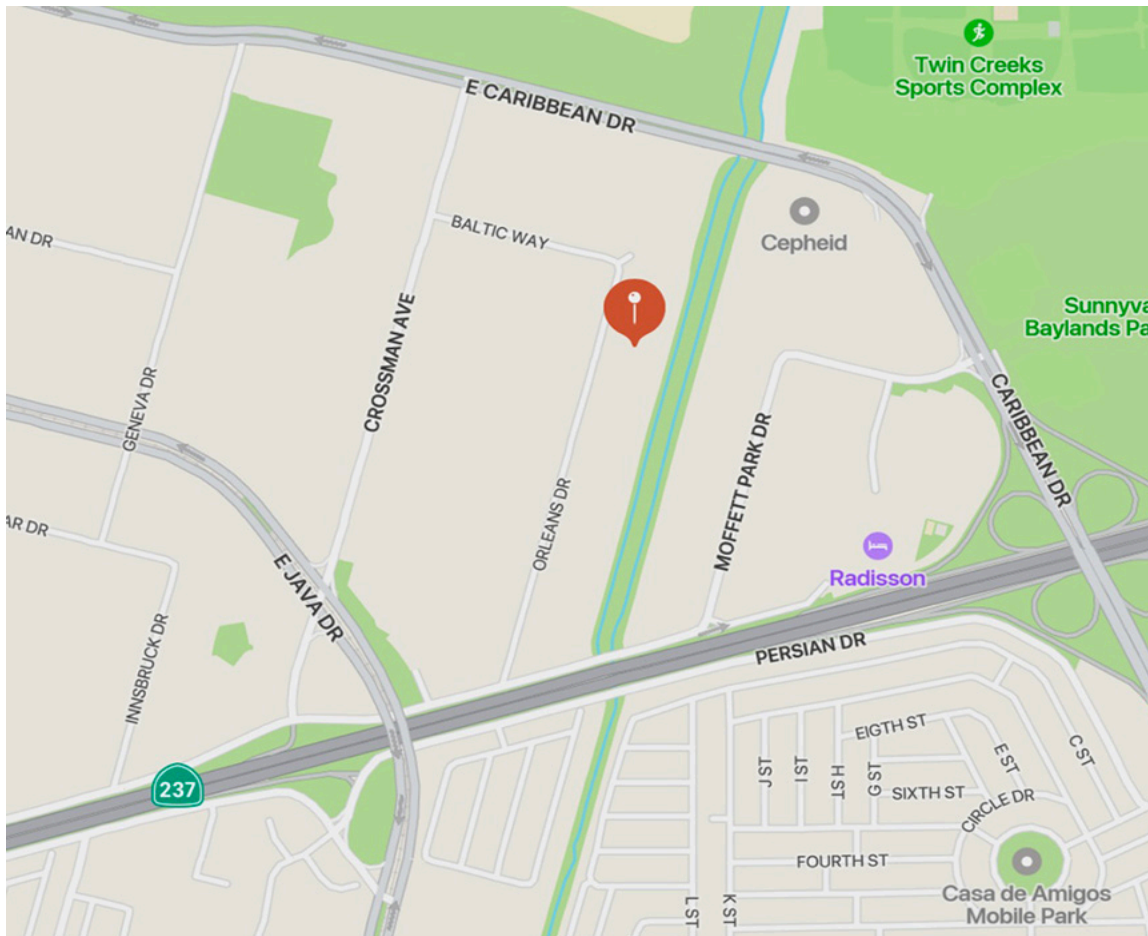 Twin Creeks
Sports Complex
E CARIBBEAN DR
BALTIC WAY
Cepheid
AN DR
Sunnyva
Baylands Pa
CROSSMAN AVE
GENEVA DR
CARIBBEAN DR
MOFFETT PARK DR
ORLEANS DR
AR DR
E JAVA DR
Radisson
INNSBRUCK DR
PERSIAN DR
EIGTH ST
C ST
E ST
J ST
I ST
H ST
G ST
237
SIXTH ST
CIRCLE DR
FOURTH ST
L ST
K ST
Casa de Amigos
Mobile Park